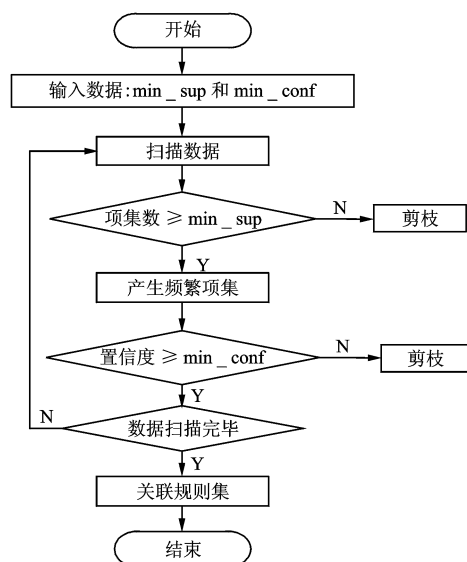 开始
输入数据:min_sup 和 min_conf
扫描数据
项集数 ≥ min_sup
N
剪枝
Y
产生频繁项集
置信度 ≥ min_conf
N
剪枝
Y
N
数据扫描完毕
Y
关联规则集
结束